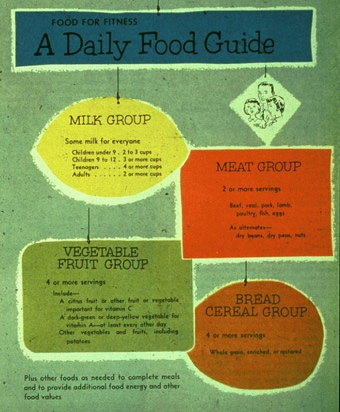 FOOD FOR FITNESS
A Daily Food Guide
MILK GROUP
Some milk for everyone
Children under 9 . 2 to 3 cups
Children 9 to 12 . 3 or more cups
Teenagers . . . . . 4 or more cups
Adults . . . . . . . 2 or more cups
MEAT GROUP
2 or more servings
Beef, veal, pork, lamb,
poultry, fish, eggs
As alternates—
dry beans, dry peas, nuts
VEGETABLE
FRUIT GROUP
4 or more servings
Include—
A citrus fruit or other fruit or vegetable
important for vitamin C
A dark-green or deep-yellow vegetable for
vitamin A—at least every other day
Other vegetables and fruits, including
potatoes
BREAD
CEREAL GROUP
4 or more servings
Whole grain, enriched, or restored
Plus other foods as needed to complete meals
and to provide additional food energy and other
food values